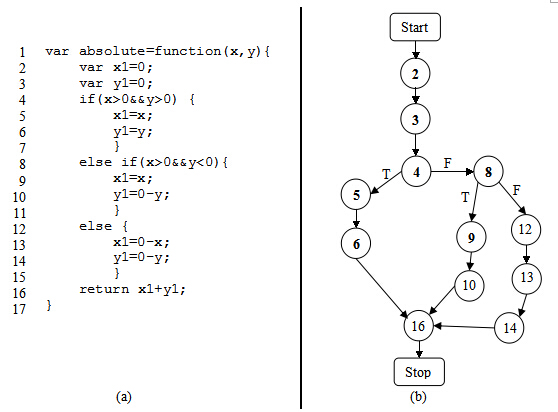 1 var absolute=function(x,y){
2 var x1=0;
3 var y1=0;
4 if(x>0&&y>0) {
5 x1=x;
6 y1=y;
7 }
8 else if(x>0&&y<0){
9 x1=x;
10 y1=0-y;
11 }
12 else {
13 x1=0-x;
14 y1=0-y;
15 }
16 return x1+y1;
17 }
(a)
Start
2
3
4
T
F
8
5
T
F
6
9
12
10
13
16
14
Stop
(b)